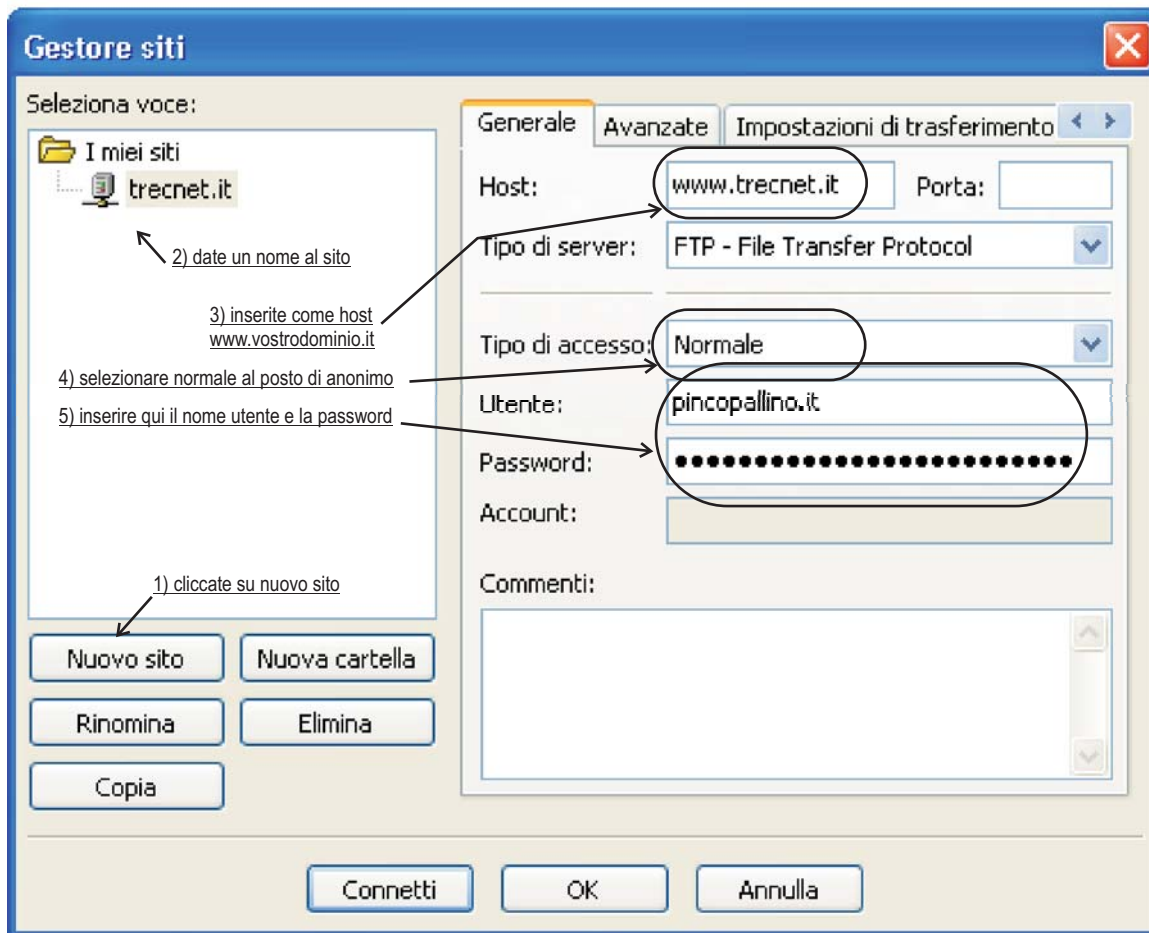 Gestore siti
Seleziona voce:
I miei siti
trecnet.it
2) date un nome al sito
3) inserite come host
www.vostrodominio.it
4) selezionare normale al posto di anonimo
5) inserire qui il nome utente e la password
1) cliccate su nuovo sito
Nuovo sito
Nuova cartella
Rinomina
Elimina
Copia
Generale
Avanzate
Impostazioni di trasferimento
Host:
www.trecnet.it
Porta:
Tipo di server:
FTP - File Transfer Protocol
Tipo di accesso:
Normale
Utente:
pincopallino.it
Password:
●●●●●●●●●●●●●●●●●●●●●●●●●
Account:
Commenti:
Connetti
OK
Annulla